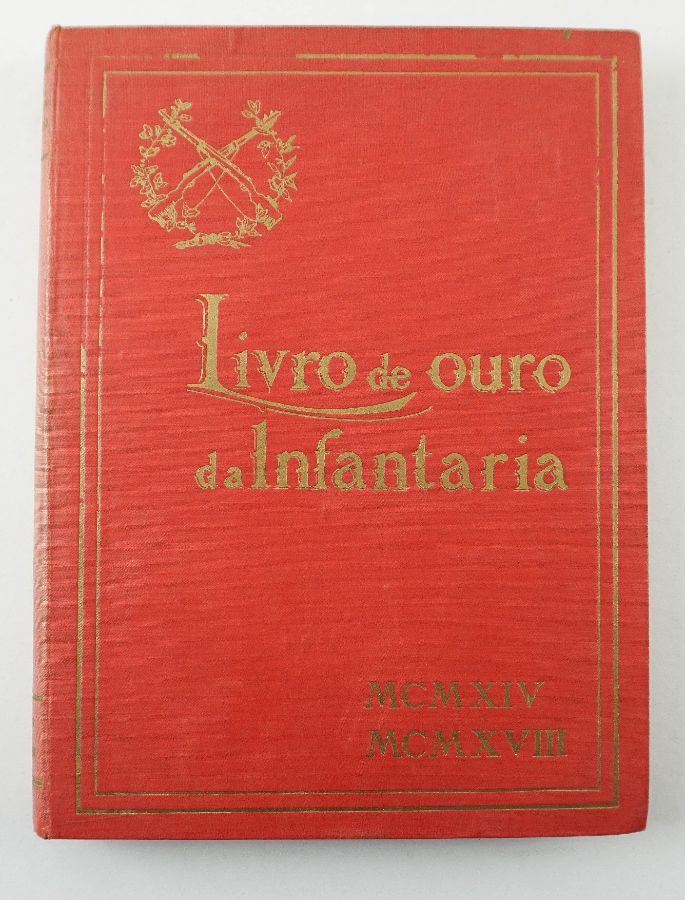 Livro de ouro
da Infantaria
MCMXIV
MCMXVIII